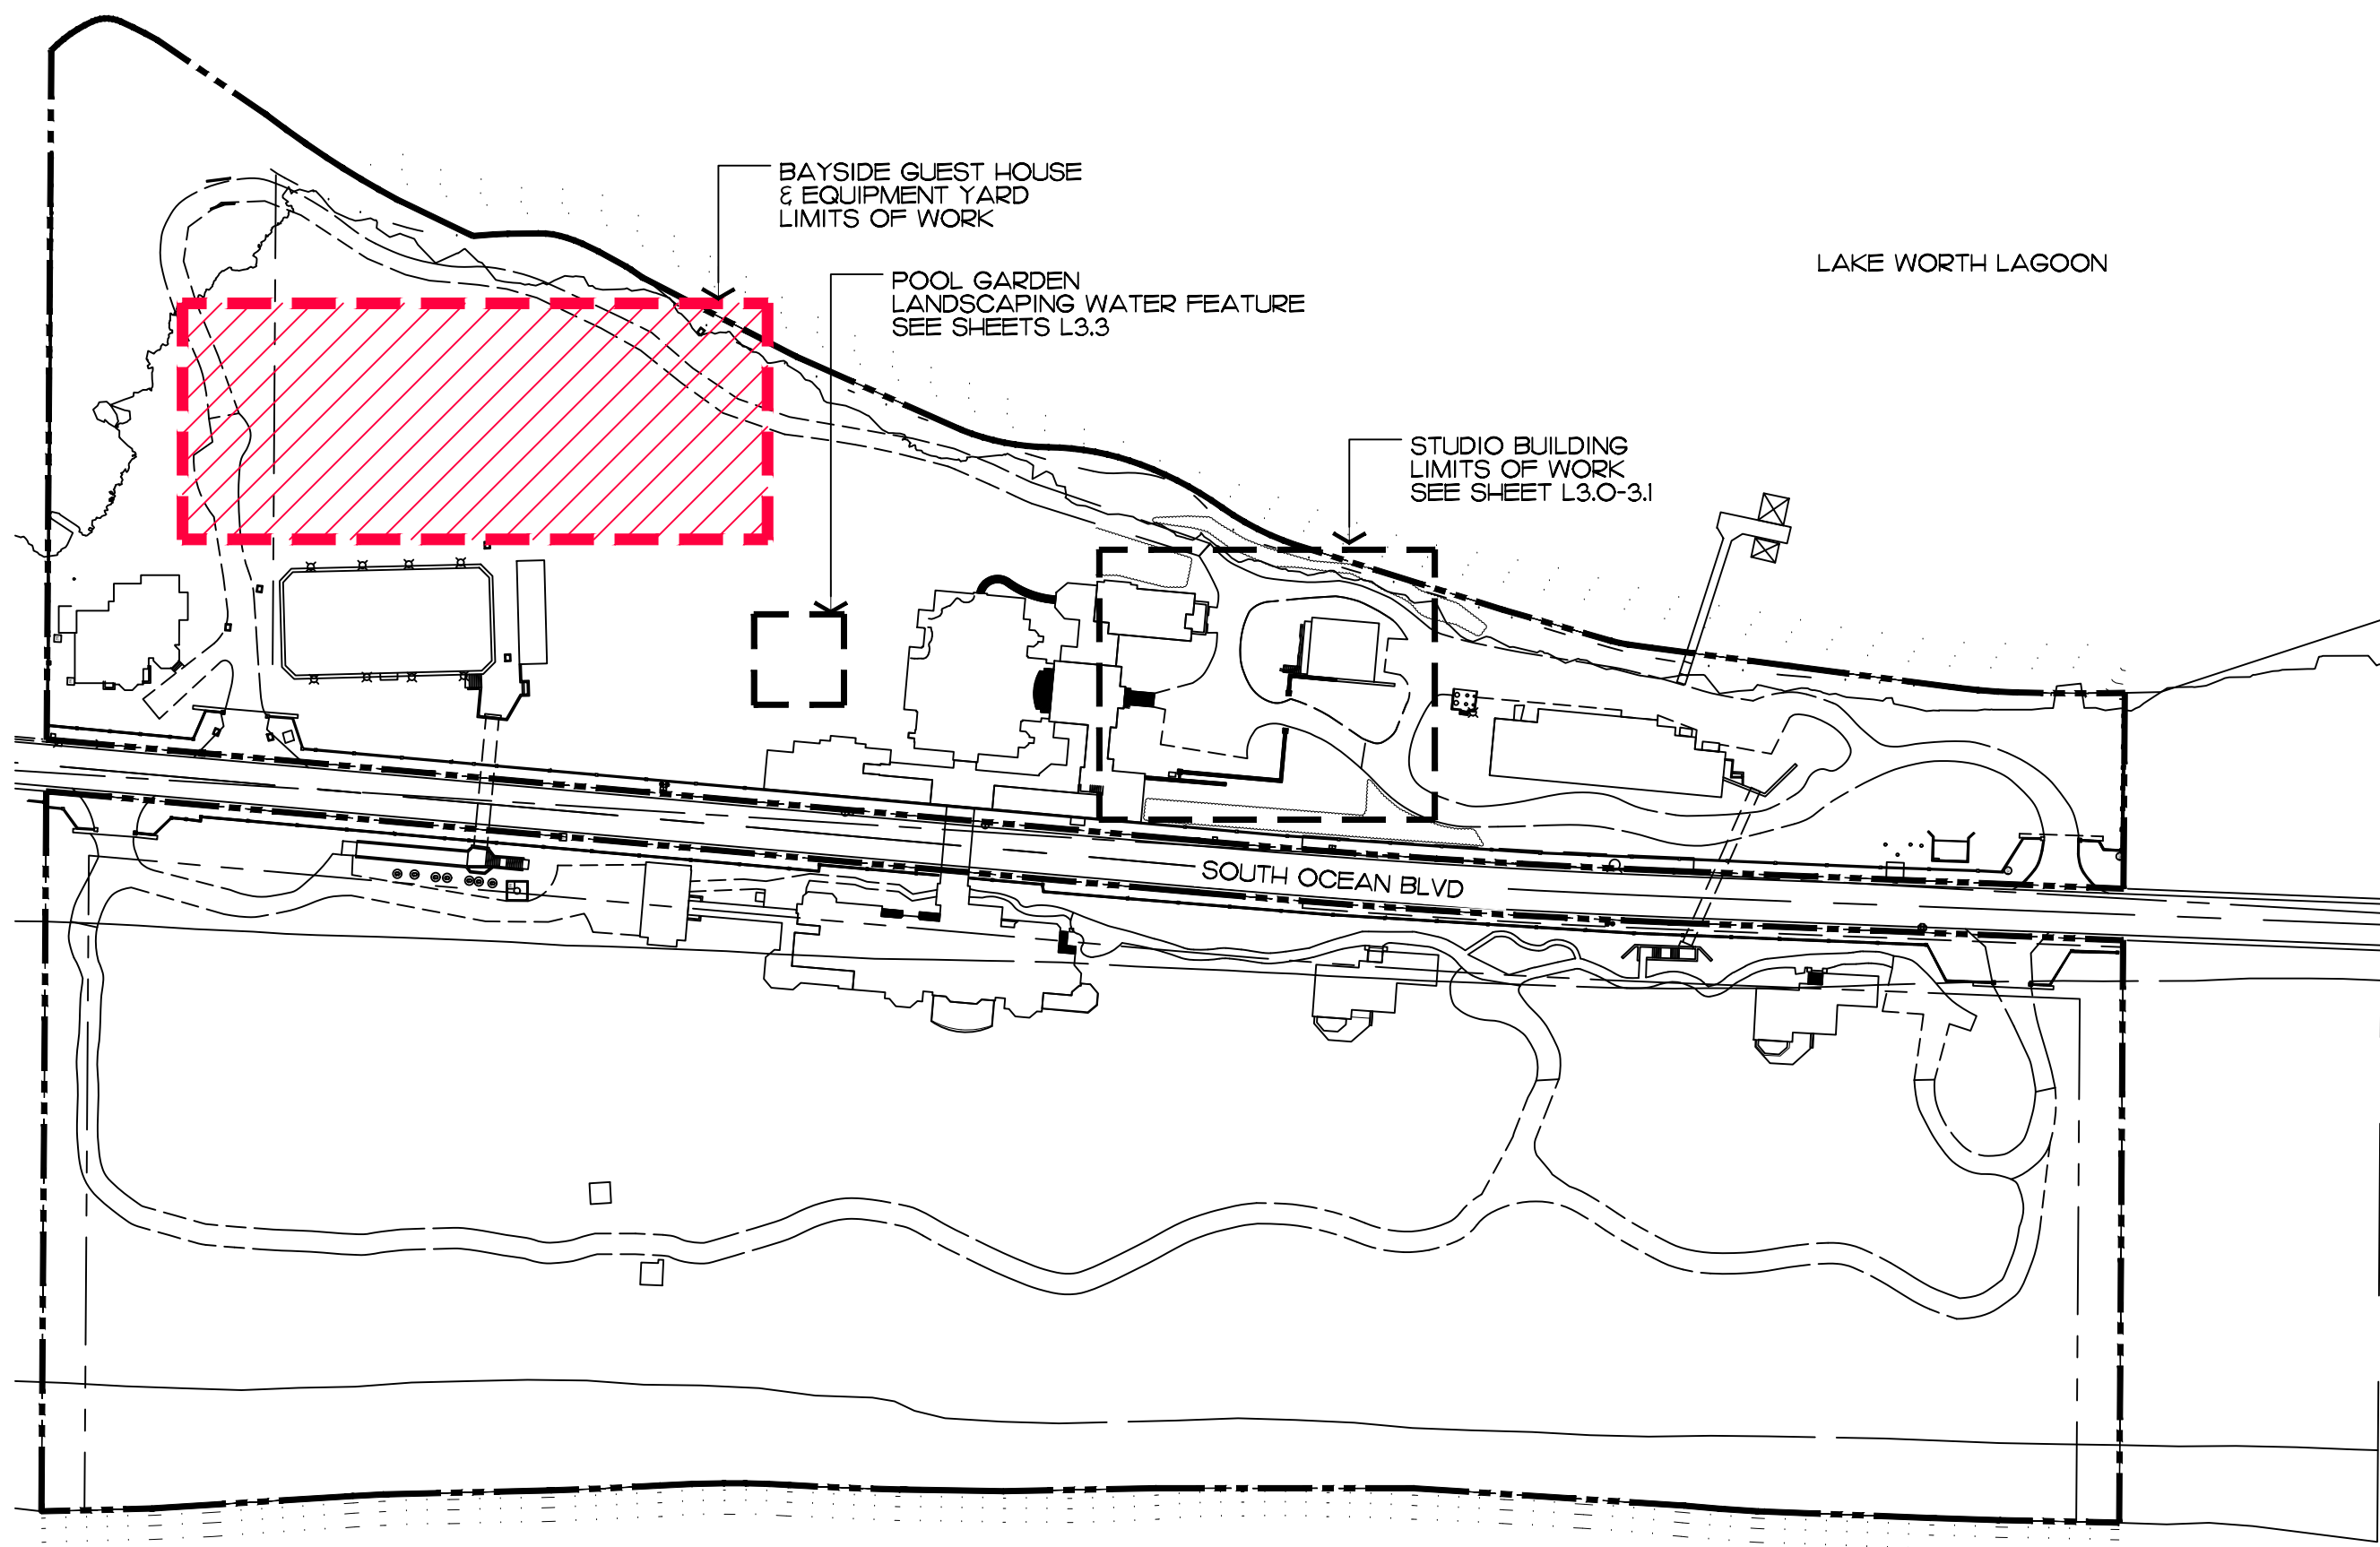 BAYSIDE GUEST HOUSE
& EQUIPMENT YARD
LIMITS OF WORK
POOL GARDEN
LANDSCAPING WATER FEATURE
SEE SHEETS L3.3
LAKE WORTH LAGOON
STUDIO BUILDING
LIMITS OF WORK
SEE SHEET L3.0-3.1
SOUTH OCEAN BLVD